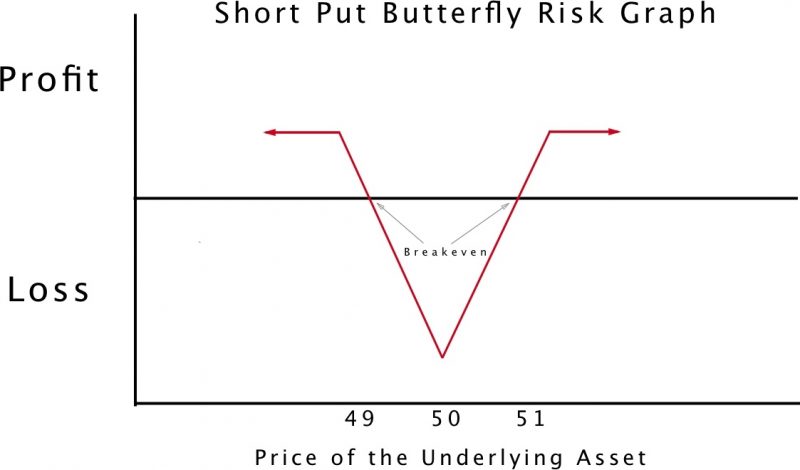 Short Put Butterfly Risk Graph
Profit
Breakeven
Loss
49 50 51
Price of the Underlying Asset